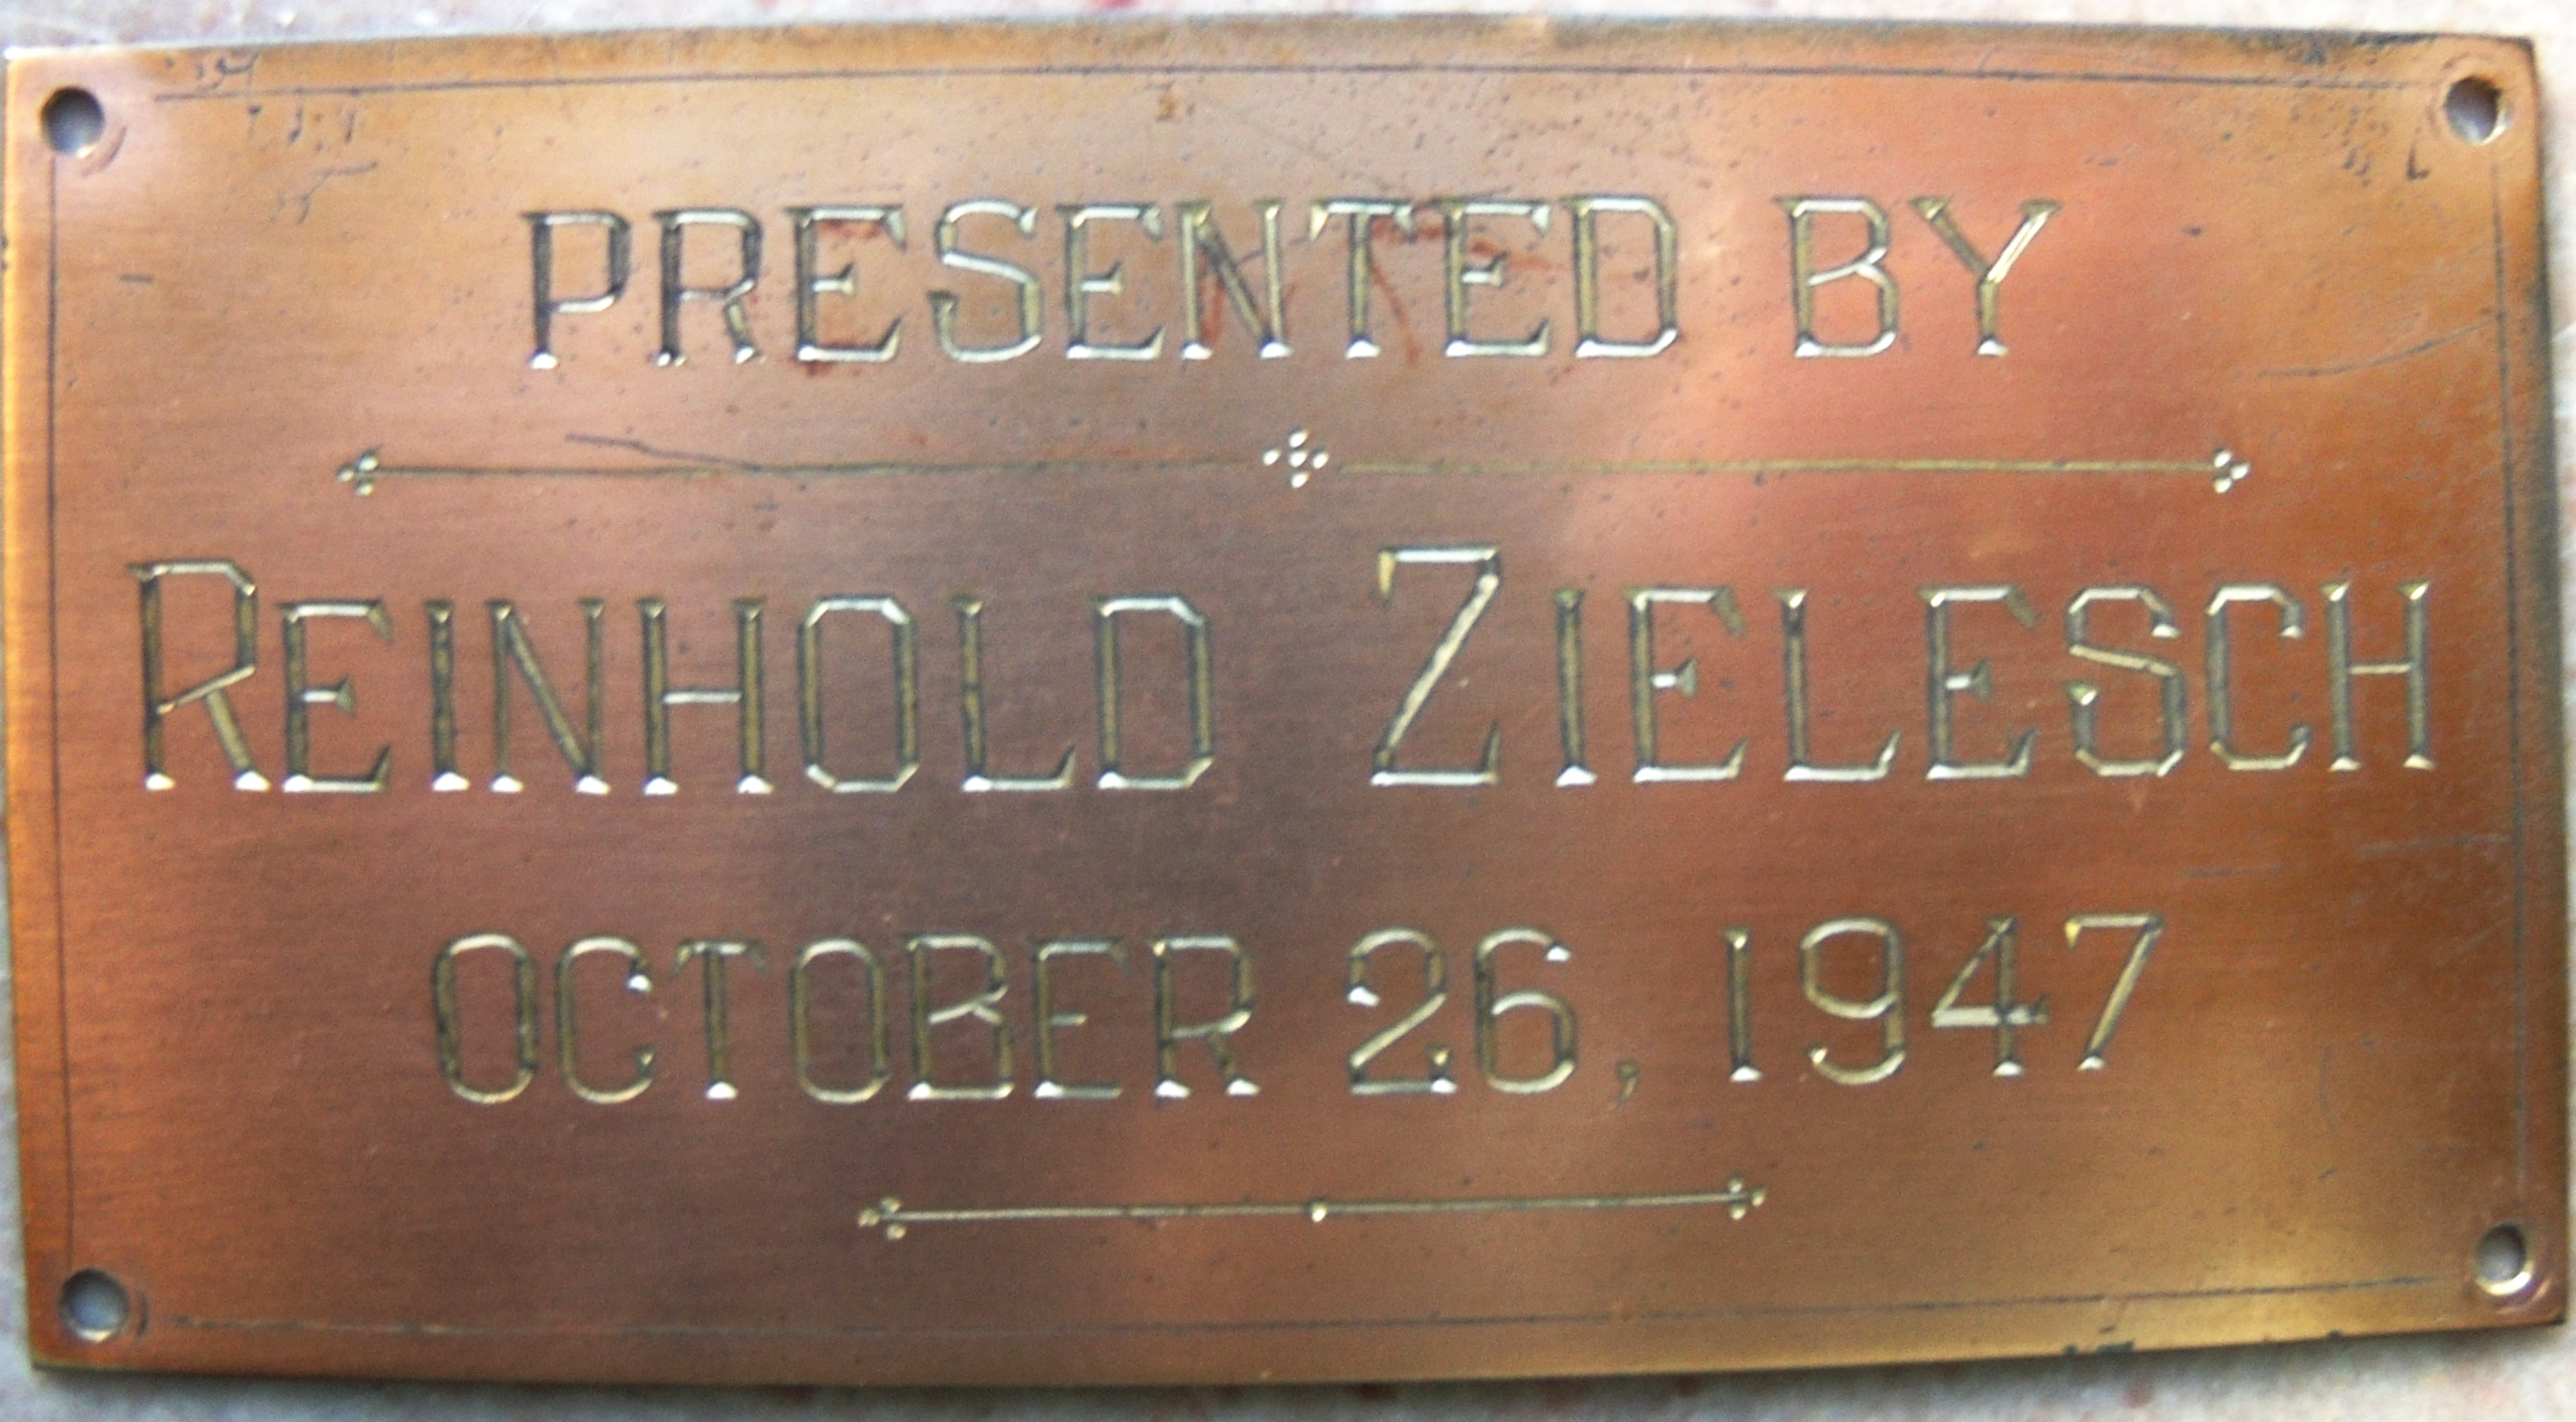 PRESENTED BY
REINHOLD ZIELESCH
OCTOBER 26, 1947